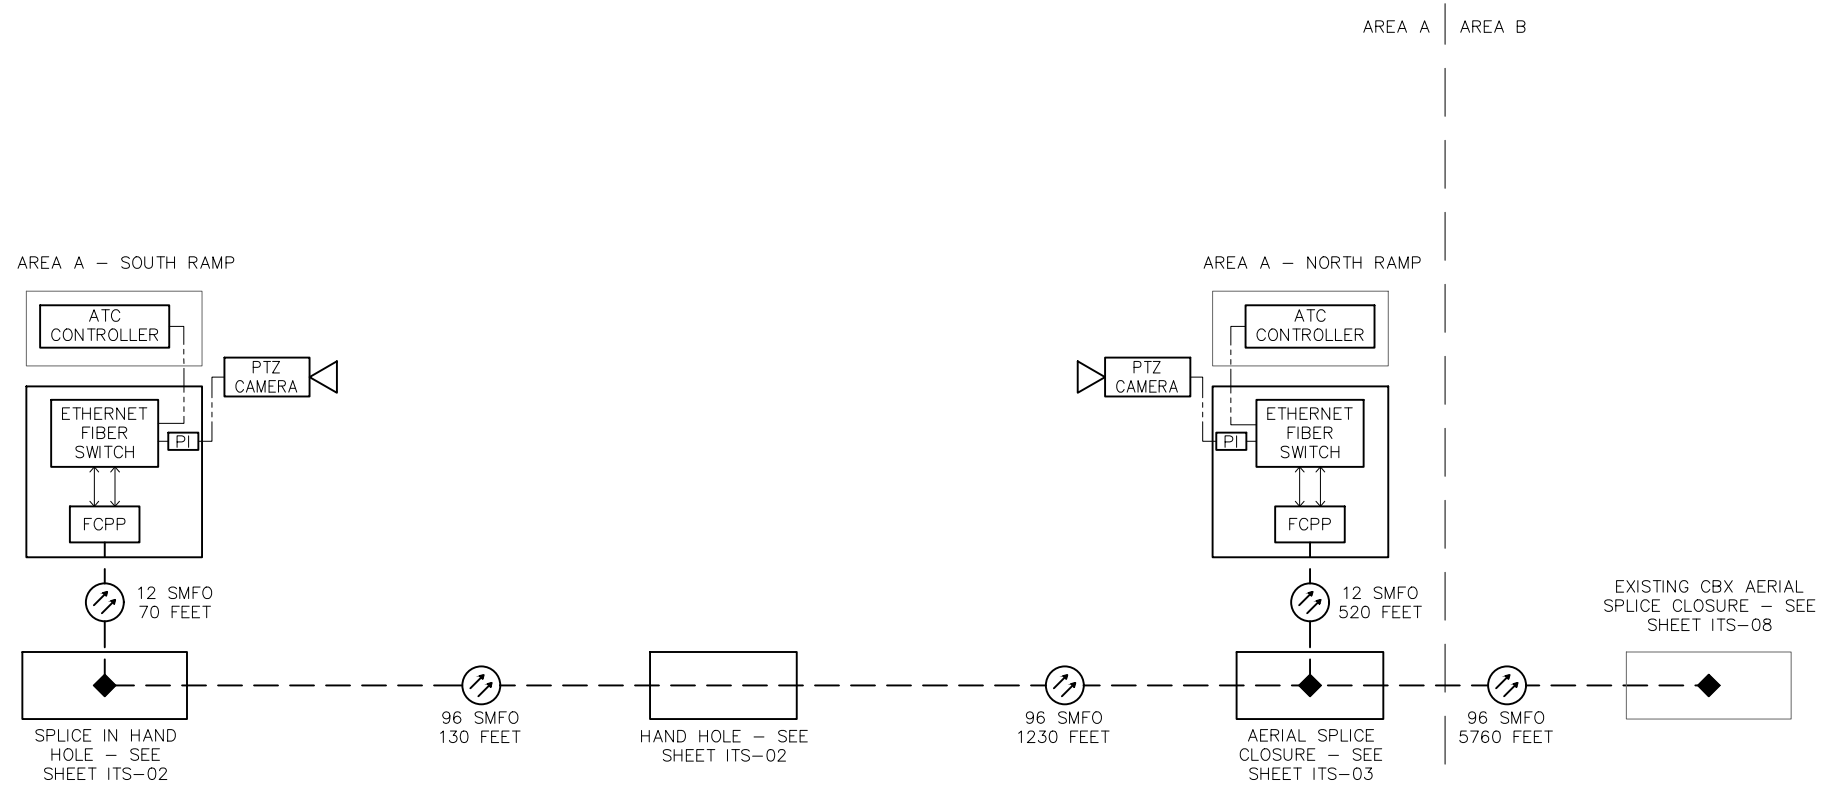 AREA A
AREA B
AREA A - SOUTH RAMP
ATC
CONTROLLER
PTZ
CAMERA
ETHERNET
FIBER
SWITCH
PI
FCPP
12 SMFO
70 FEET
AREA A - NORTH RAMP
ATC
CONTROLLER
PTZ
CAMERA
ETHERNET
FIBER
SWITCH
PI
FCPP
12 SMFO
520 FEET
EXISTING CBX AERIAL
SPLICE CLOSURE - SEE
SHEET ITS-08
SPLICE IN HAND
HOLE - SEE
SHEET ITS-02
96 SMFO
130 FEET
HAND HOLE - SEE
SHEET ITS-02
96 SMFO
1230 FEET
AERIAL SPLICE
CLOSURE - SEE
SHEET ITS-03
96 SMFO
5760 FEET